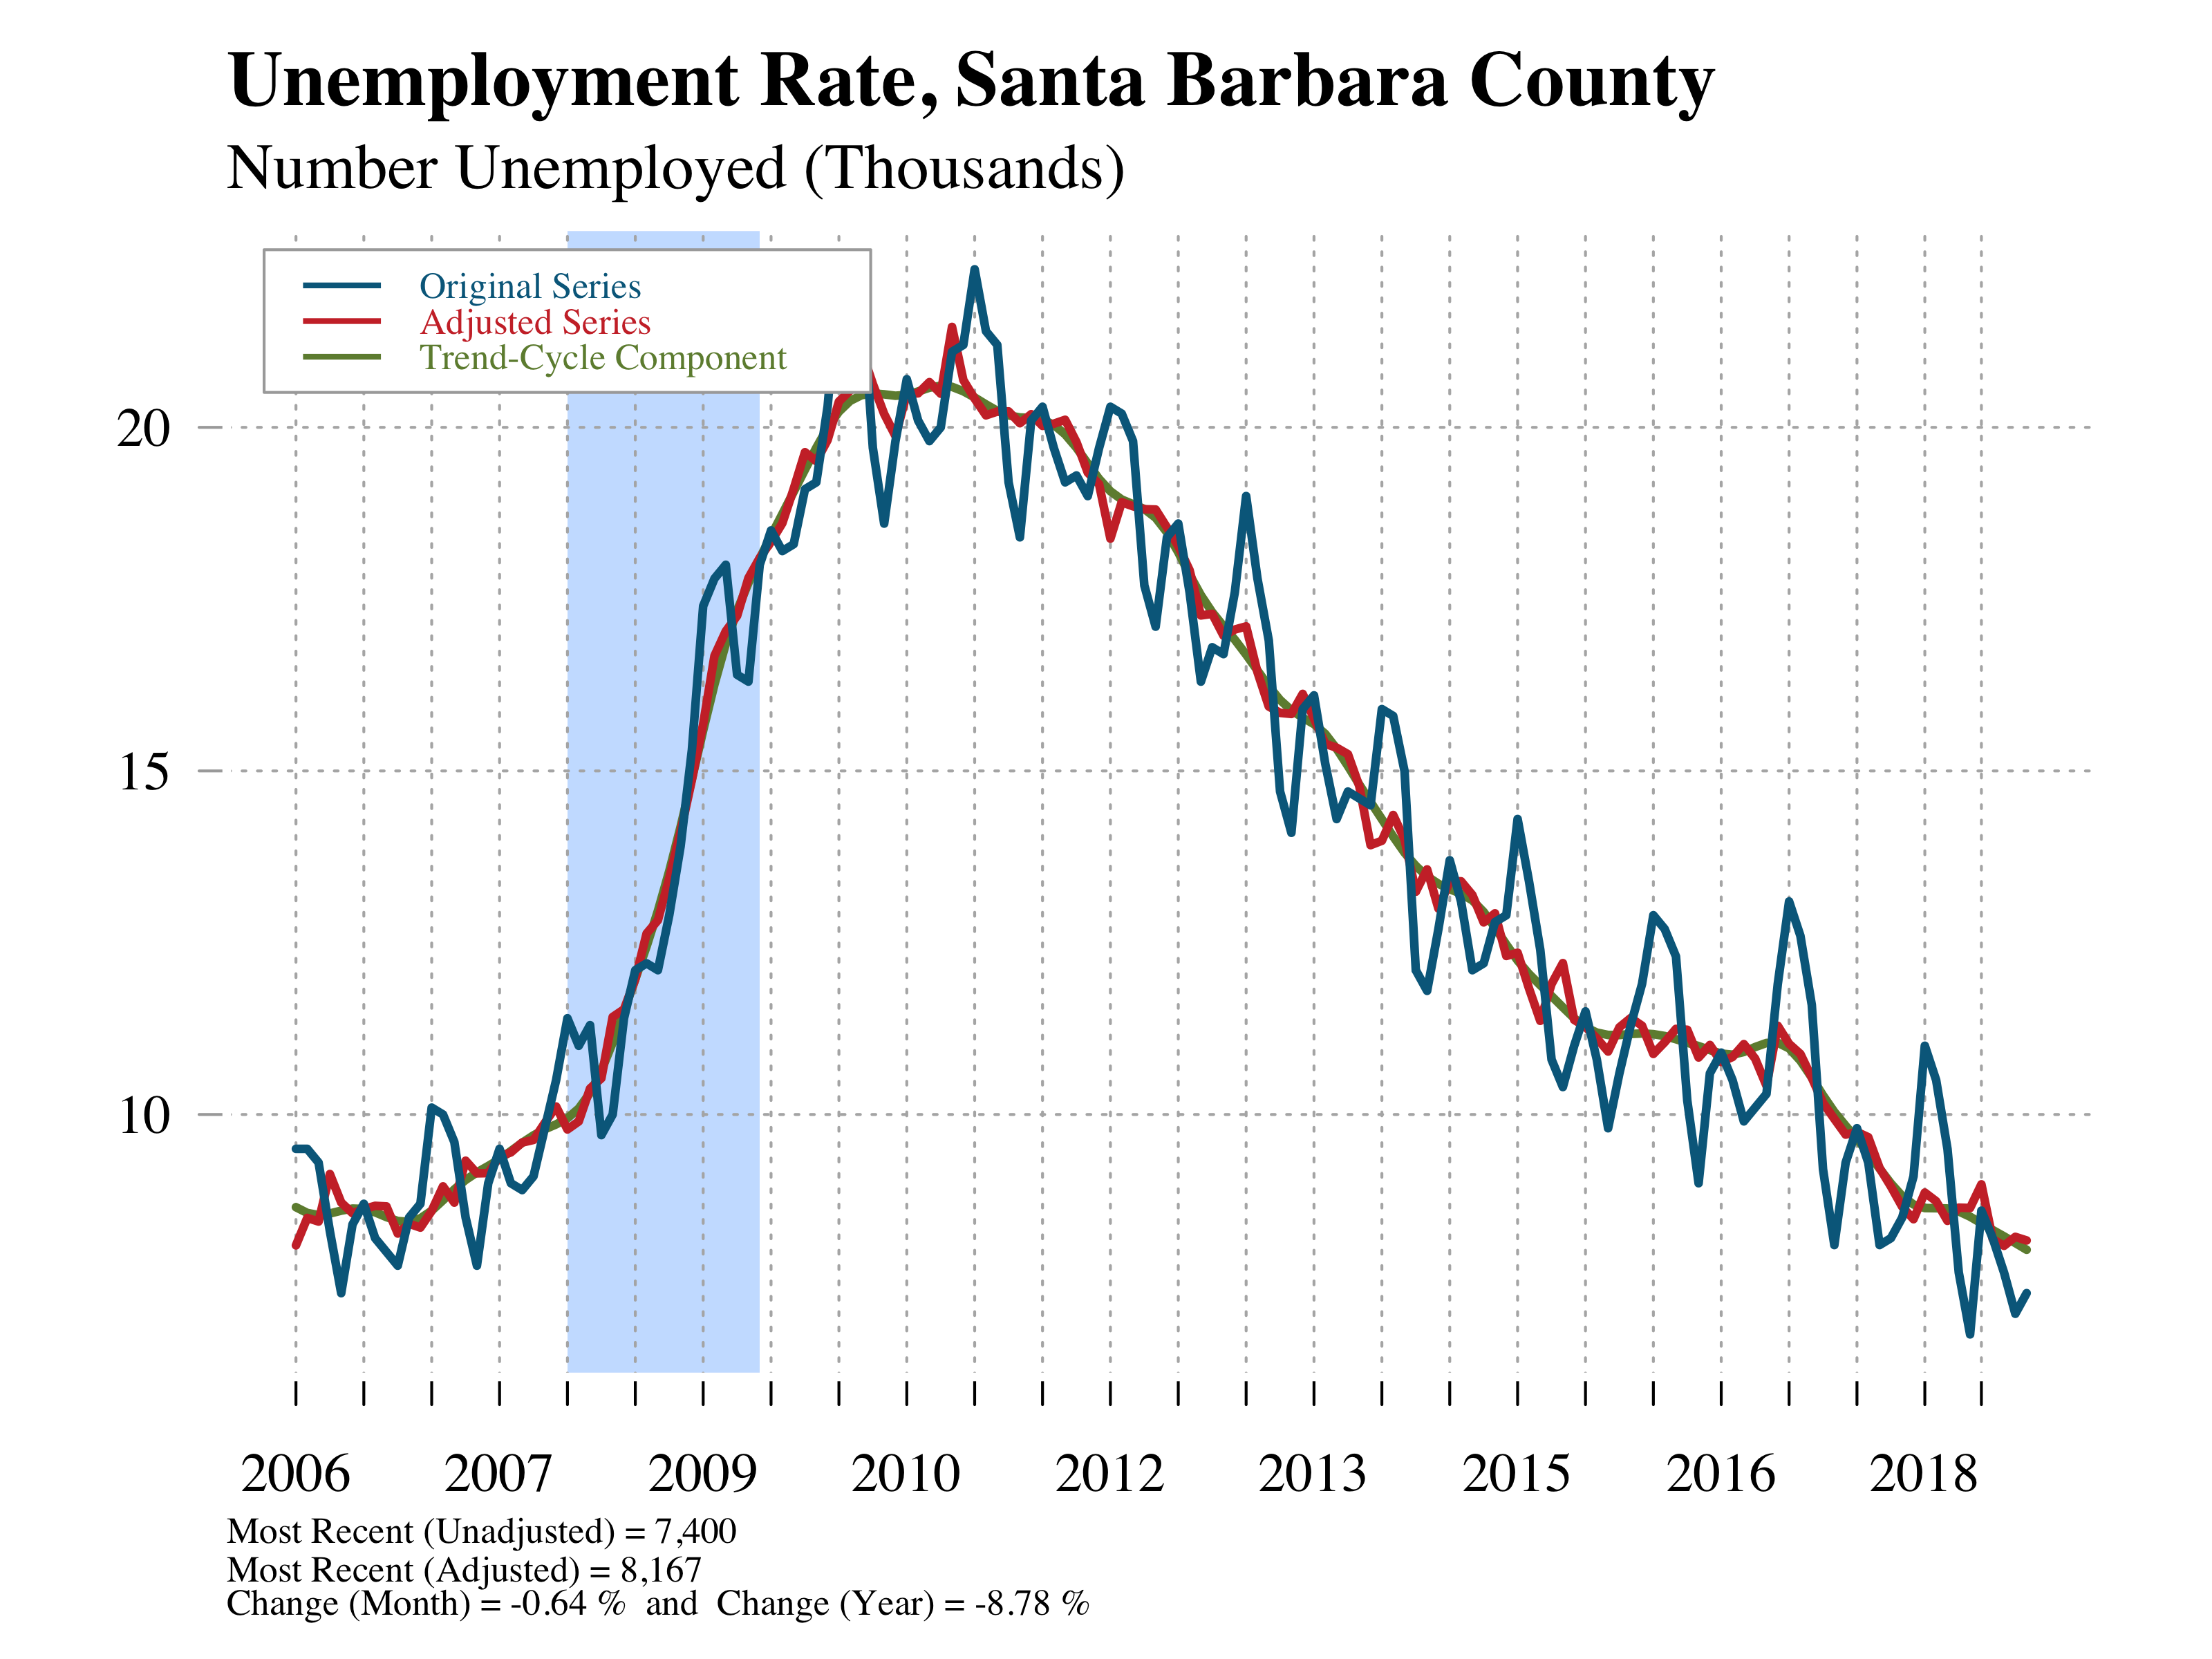 Unemployment Rate, Santa Barbara County
Number Unemployed (Thousands)
Original Series
Adjusted Series
Trend-Cycle Component
20
15
10
2006 2007 2009 2010 2012 2013 2015 2016 2018
Most Recent (Unadjusted) = 7,400
Most Recent (Adjusted) = 8,167
Change (Month) = -0.64 % and Change (Year) = -8.78 %